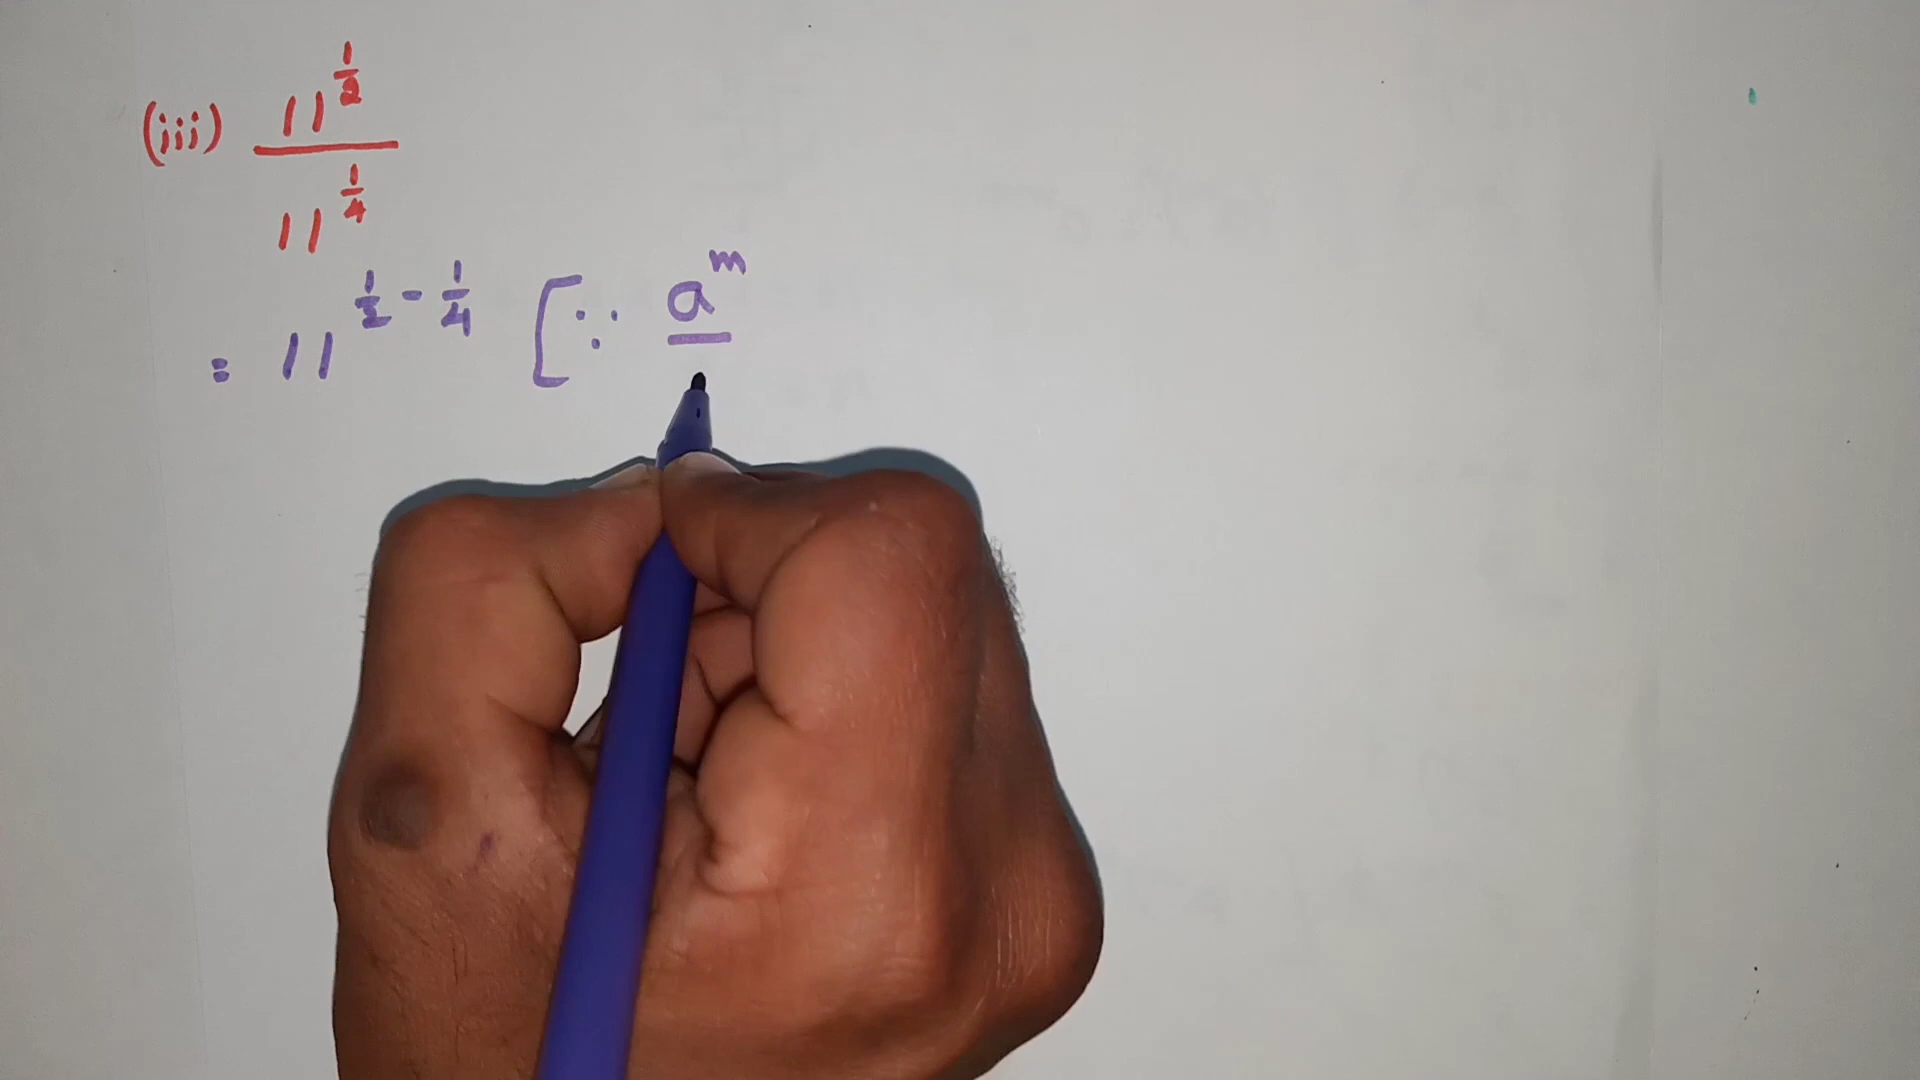 (iii) 11^{1/2} / 11^{1/4}
= 11^{1/2 - 1/4} [∵ a^m /